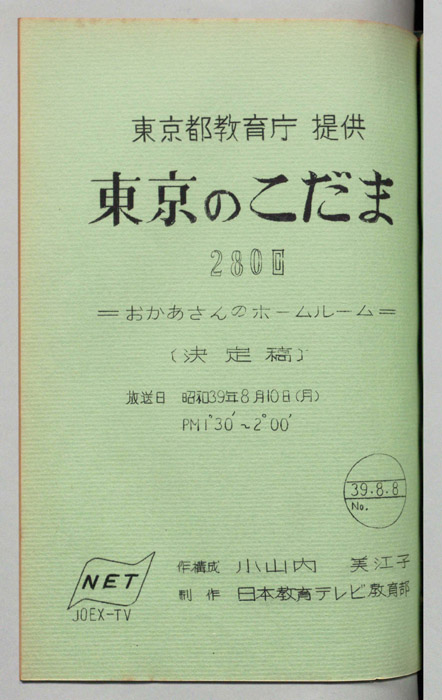 東京都教育庁 提供
東京のこだま
280回
=おかあさんのホームルーム=
(決定稿)
放送日 昭和39年8月10日(月)
PM1°30′~2°00′
39.8.8
No.
NET
JOEX-TV
作構成 小山内 美江子
制作 日本教育テレビ教育部